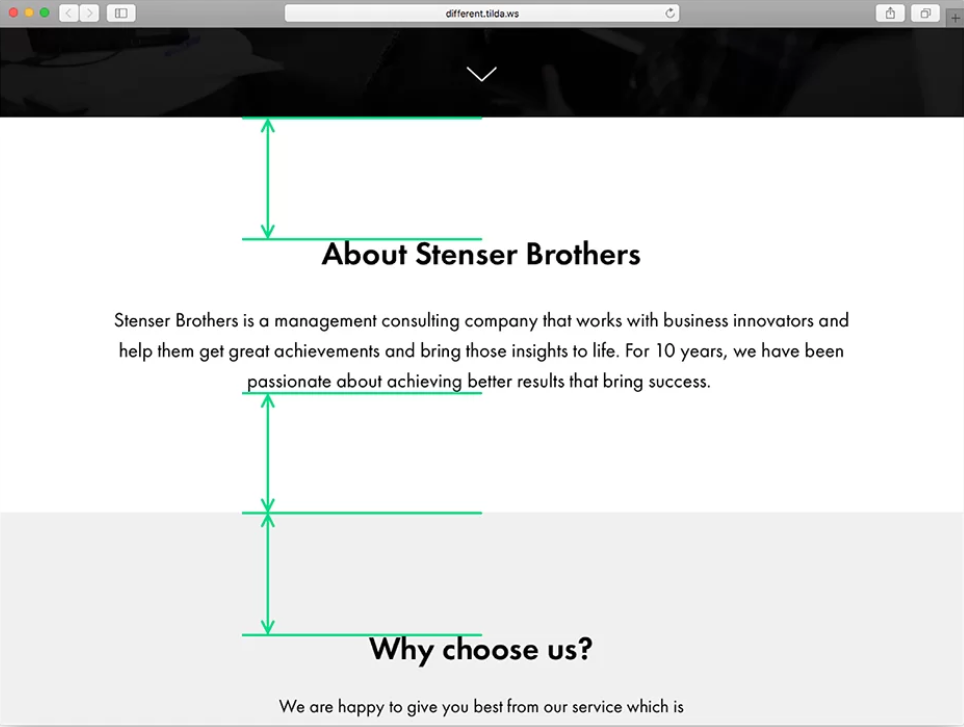 different.tilda.ws
About Stenser Brothers
Stenser Brothers is a management consulting company that works with business innovators and
help them get great achievements and bring those insights to life. For 10 years, we have been
passionate about achieving better results that bring success.
Why choose us?
We are happy to give you best from our service which is